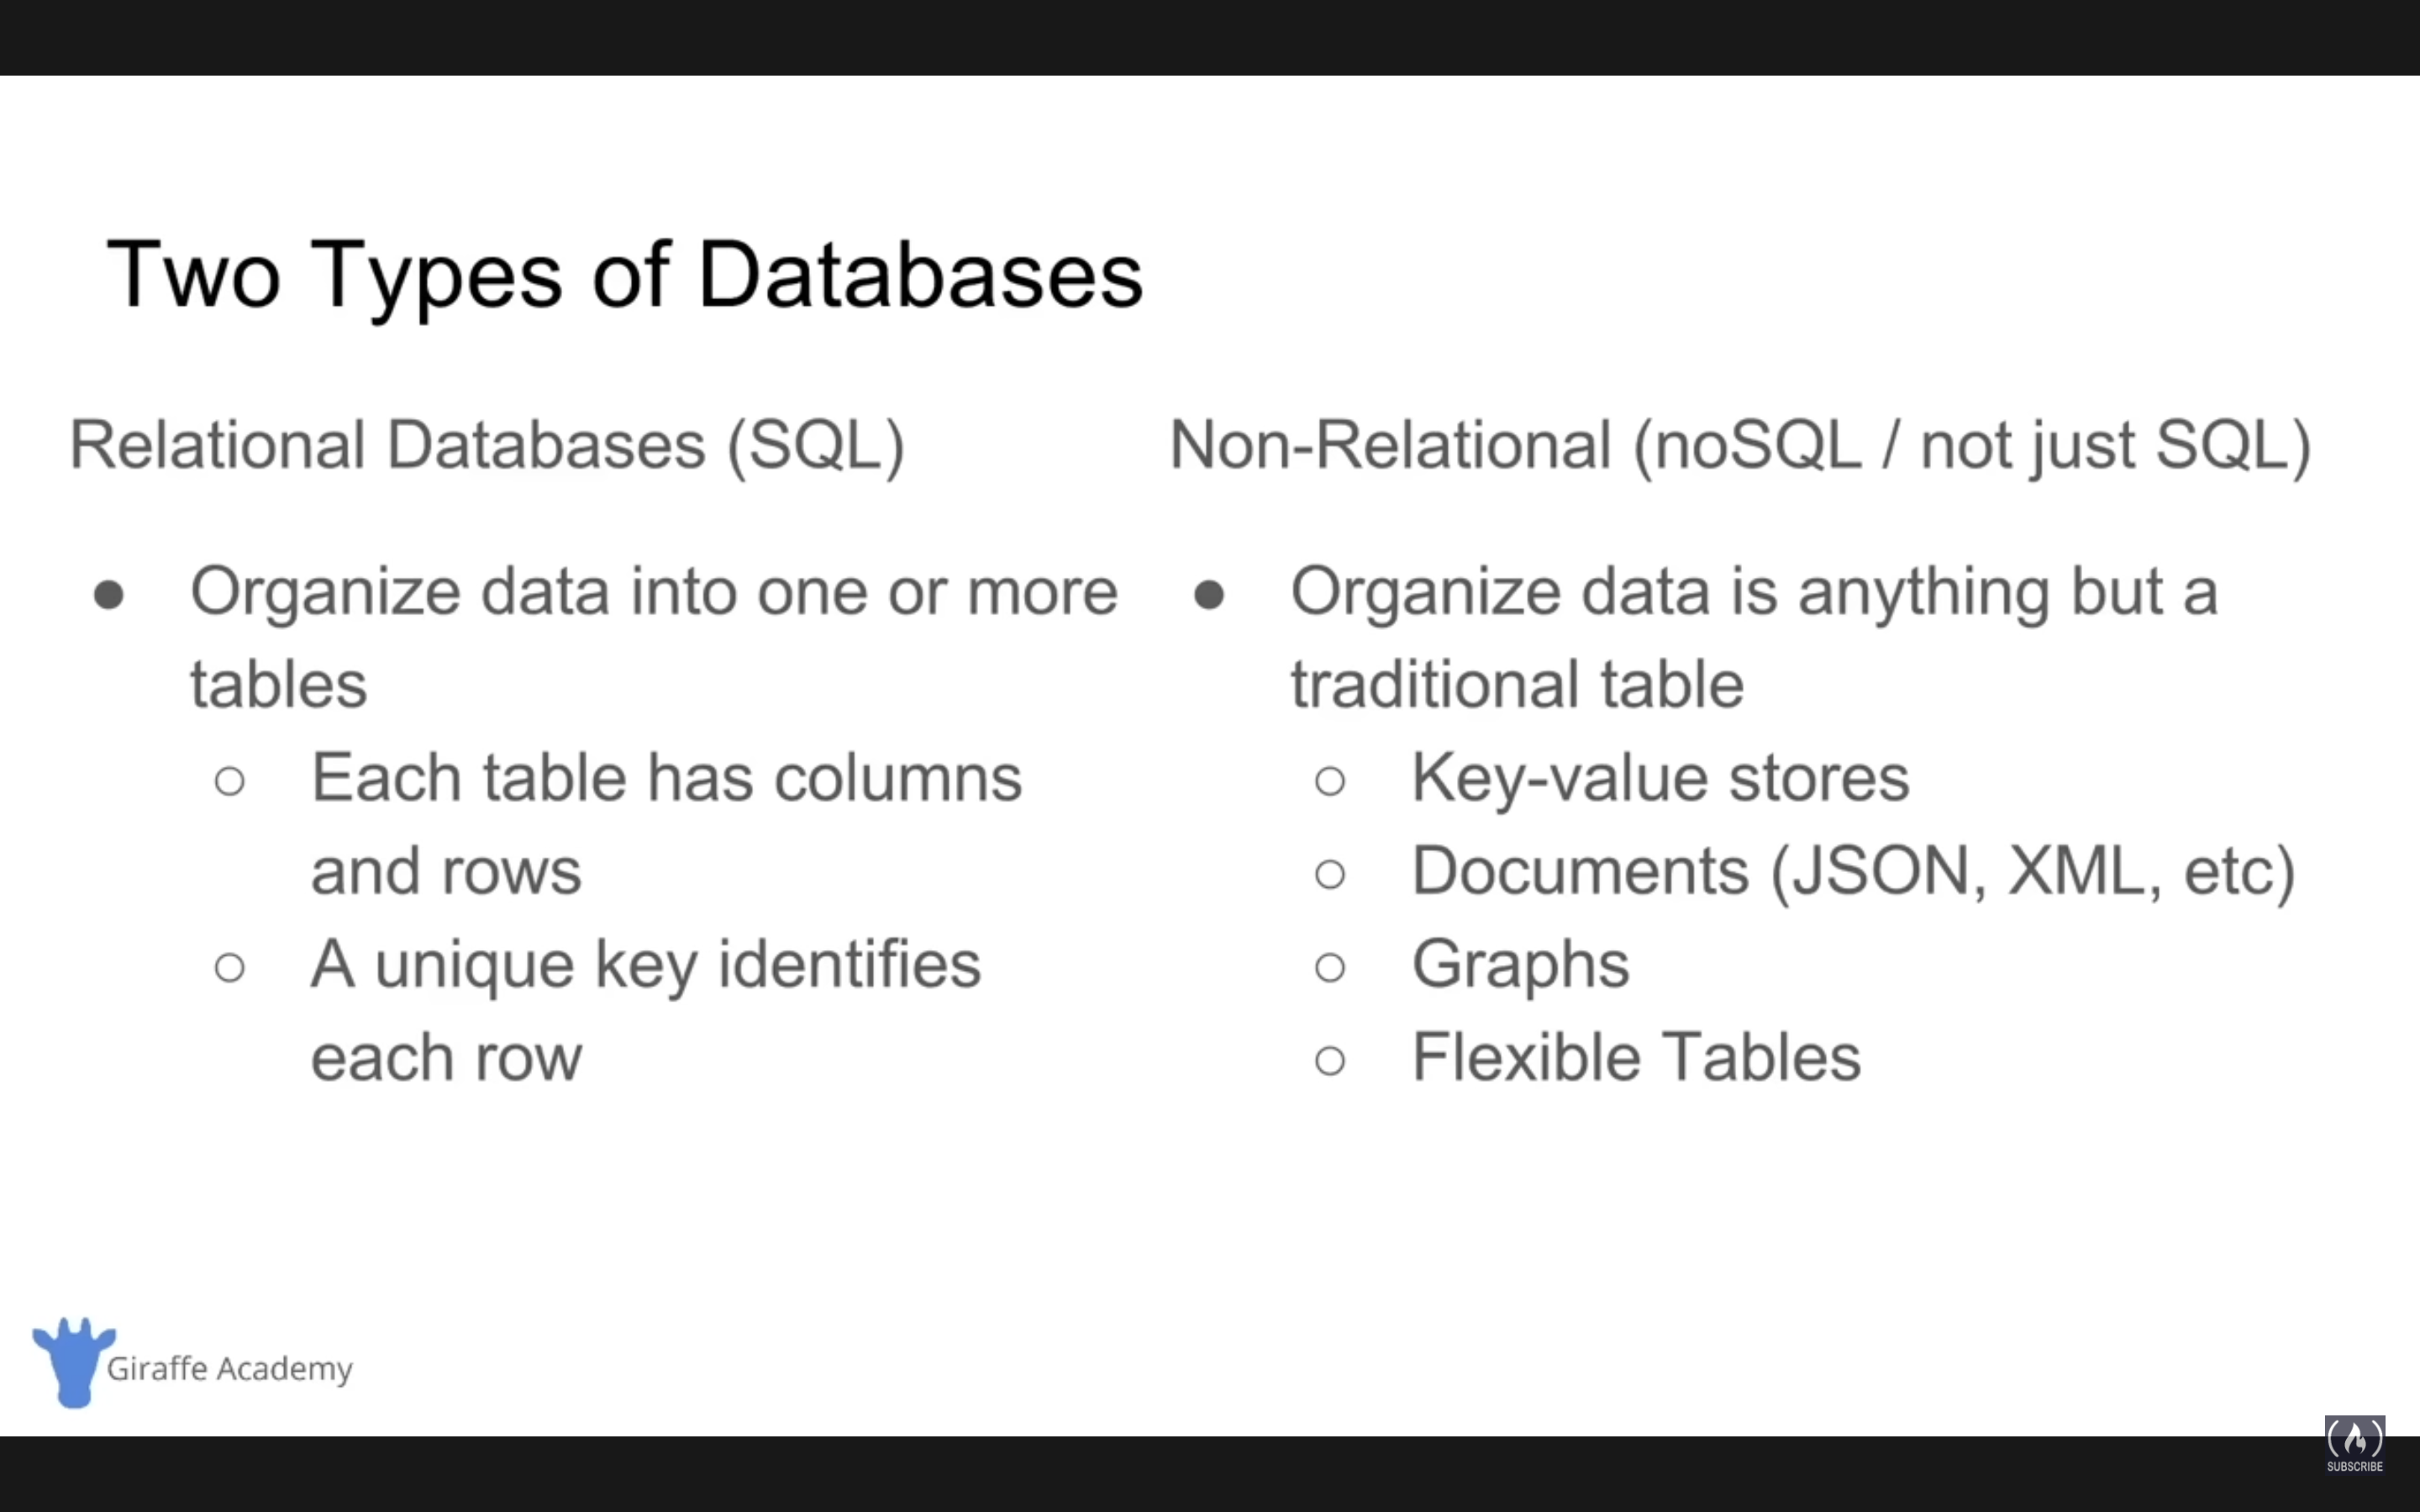 Two Types of Databases
Relational Databases (SQL)
Organize data into one or more
tables
Each table has columns
and rows
A unique key identifies
each row
Non-Relational (noSQL / not just SQL)
Organize data is anything but a
traditional table
Key-value stores
Documents (JSON, XML, etc)
Graphs
Flexible Tables
Giraffe Academy
SUBSCRIBE